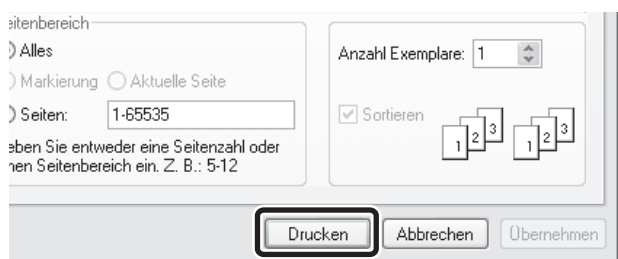 eitenbereich
Alles
Markierung Aktuelle Seite
Seiten: 1-65535
eben Sie entweder eine Seitenzahl oder
nen Seitenbereich ein. Z. B.: 5-12
Anzahl Exemplare: 1
Sortieren
1 2 3 1 2 3
Drucken Abbrechen Übernehmen